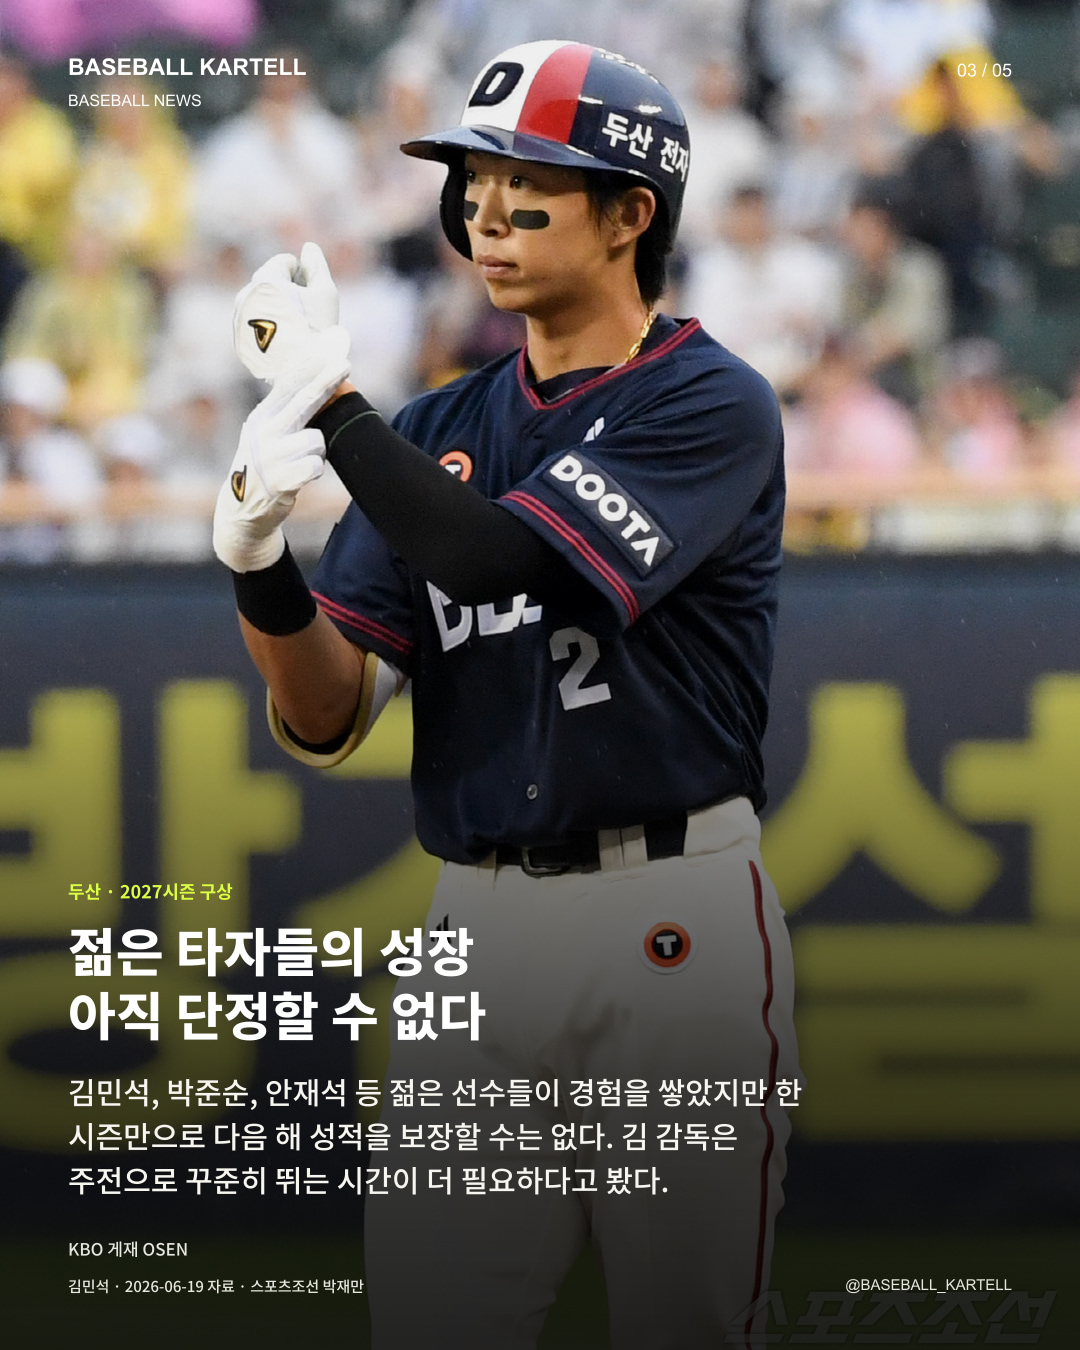 BASEBALL KARTELL
BASEBALL NEWS
03 / 05
D
두산 전자
DOOTA
2
두산 · 2027시즌 구상
젊은 타자들의 성장
아직 단정할 수 없다
김민석, 박준순, 안재석 등 젊은 선수들이 경험을 쌓았지만 한
시즌만으로 다음 해 성적을 보장할 수는 없다. 김 감독은
주전으로 꾸준히 뛰는 시간이 더 필요하다고 봤다.
KBO 게재 OSEN
김민석 · 2026-06-19 자료 · 스포츠조선 박재만
@BASEBALL_KARTELL
스포츠조선